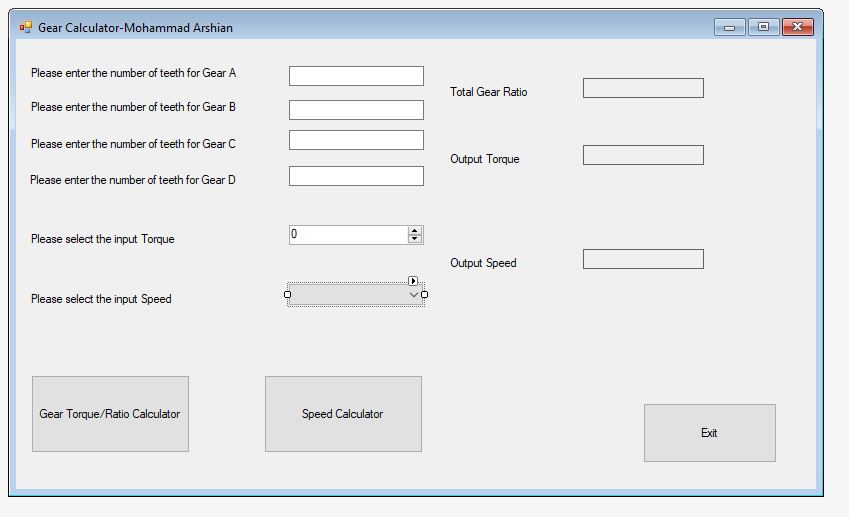 Gear Calculator-Mohammad Arshian
Please enter the number of teeth for Gear A
Please enter the number of teeth for Gear B
Please enter the number of teeth for Gear C
Please enter the number of teeth for Gear D
Please select the input Torque
0
Please select the input Speed
Total Gear Ratio
Output Torque
Output Speed
Gear Torque/Ratio Calculator
Speed Calculator
Exit